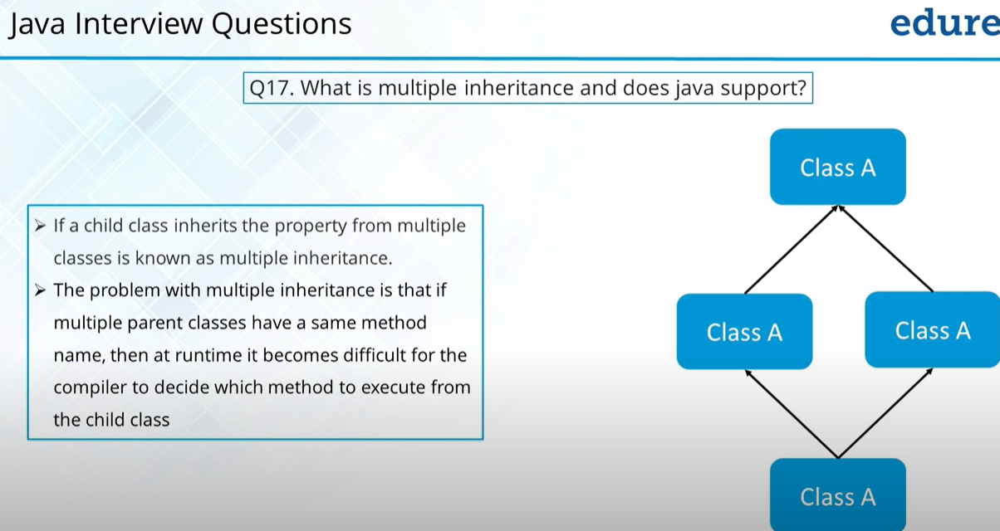 Java Interview Questions
edure
Q17. What is multiple inheritance and does java support?
➢ If a child class inherits the property from multiple
classes is known as multiple inheritance.
➢ The problem with multiple inheritance is that if
multiple parent classes have a same method
name, then at runtime it becomes difficult for the
compiler to decide which method to execute from
the child class
Class A
Class A
Class A
Class A